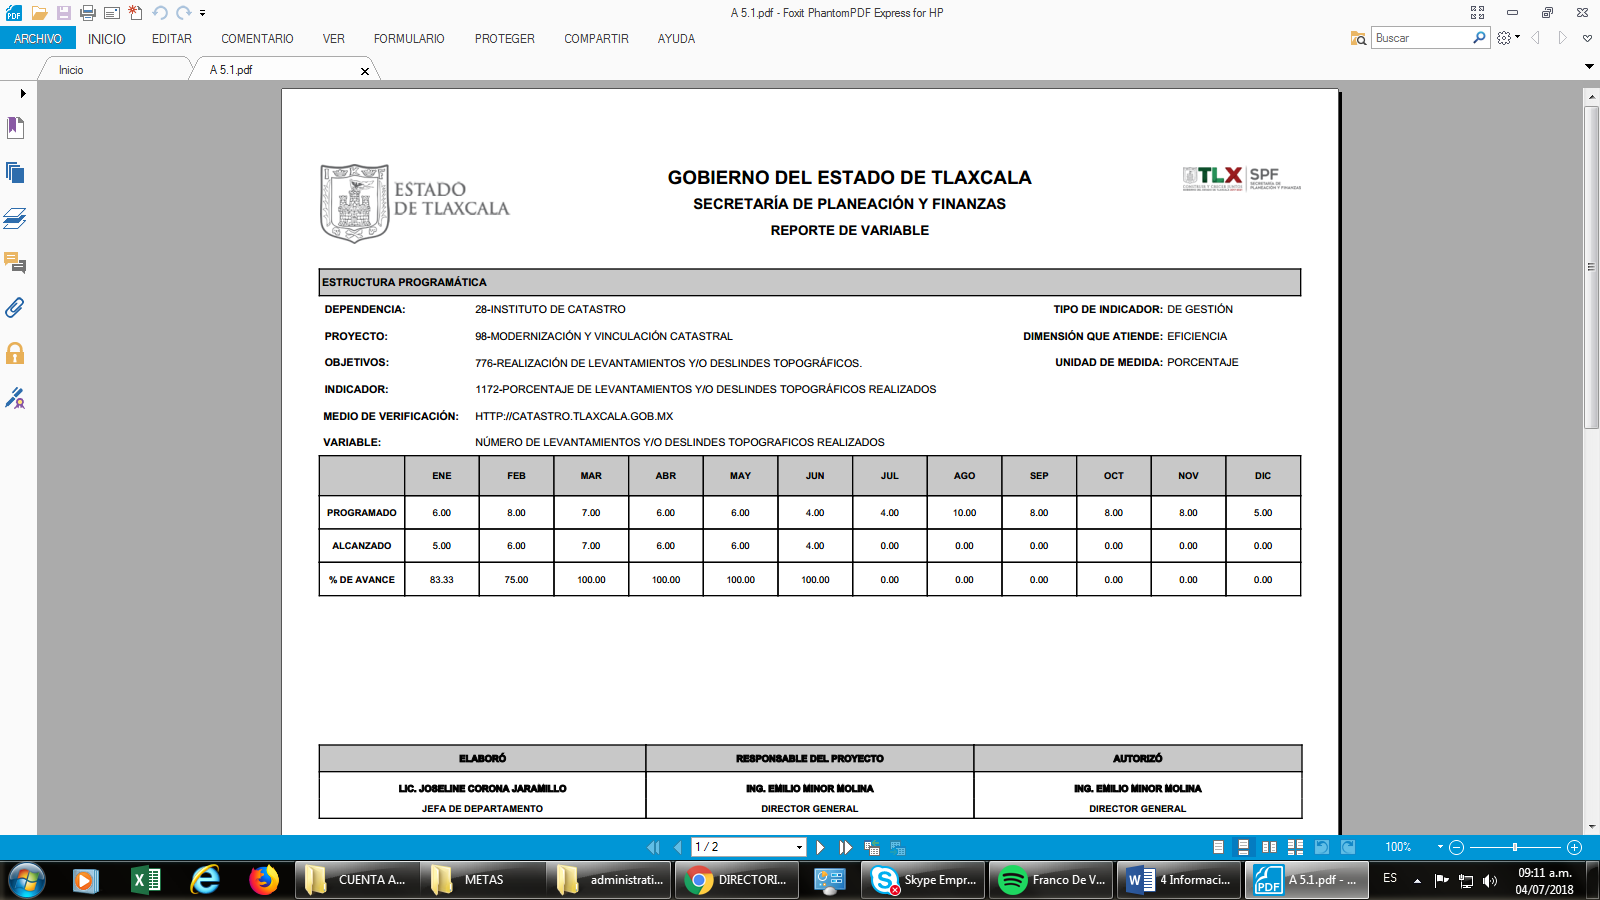 A 5.1.pdf - Foxit PhantomPDF Express for HP
ARCHIVO INICIO EDITAR COMENTARIO VER FORMULARIO PROTEGER COMPARTIR AYUDA Buscar
Inicio A 5.1.pdf
ESTADO
DE TLAXCALA
GOBIERNO DEL ESTADO DE TLAXCALA
SECRETARÍA DE PLANEACIÓN Y FINANZAS
REPORTE DE VARIABLE
TLX SPF
SECRETARÍA DE
PLANEACIÓN Y FINANZAS
ESTRUCTURA PROGRAMÁTICA
DEPENDENCIA: 28-INSTITUTO DE CATASTRO TIPO DE INDICADOR: DE GESTIÓN
PROYECTO: 98-MODERNIZACIÓN Y VINCULACIÓN CATASTRAL DIMENSIÓN QUE ATIENDE: EFICIENCIA
OBJETIVOS: 776-REALIZACIÓN DE LEVANTAMIENTOS Y/O DESLINDES TOPOGRÁFICOS. UNIDAD DE MEDIDA: PORCENTAJE
INDICADOR: 1172-PORCENTAJE DE LEVANTAMIENTOS Y/O DESLINDES TOPOGRÁFICOS REALIZADOS
MEDIO DE VERIFICACIÓN: HTTP://CATASTRO.TLAXCALA.GOB.MX
VARIABLE: NÚMERO DE LEVANTAMIENTOS Y/O DESLINDES TOPOGRAFICOS REALIZADOS
ENE FEB MAR ABR MAY JUN JUL AGO SEP OCT NOV DIC
PROGRAMADO 6.00 8.00 7.00 6.00 6.00 4.00 4.00 10.00 8.00 8.00 8.00 5.00
ALCANZADO 5.00 6.00 7.00 6.00 6.00 4.00 0.00 0.00 0.00 0.00 0.00 0.00
% DE AVANCE 83.33 75.00 100.00 100.00 100.00 100.00 0.00 0.00 0.00 0.00 0.00 0.00
ELABORÓ RESPONSABLE DEL PROYECTO AUTORIZÓ
LIC. JOSELINE CORONA JARAMILLO ING. EMILIO MINOR MOLINA ING. EMILIO MINOR MOLINA
JEFA DE DEPARTAMENTO DIRECTOR GENERAL DIRECTOR GENERAL
1 / 2 100%
CUENTA A... METAS administrati... DIRECTORI... Skype Empr... Franco De V... 4 Informaci... A 5.1.pdf - ... ES 09:11 a.m.
04/07/2018